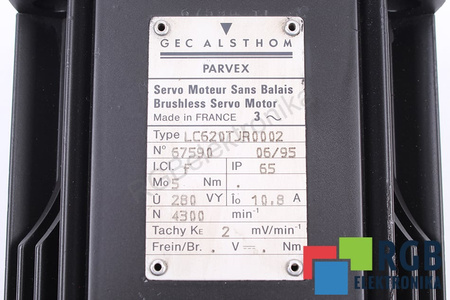 GEC ALSTHOM
PARVEX
Servo Moteur Sans Balais
Brushless Servo Motor
Made in FRANCE 3~
Type LC620TJR0002
N° 67590 06/95
I.CL F IP 65
Mo 5 Nm
Û 280 VY Îo 10.8 A
N 4300 min-1
Tachy KE 2 mV/min-1
Frein/Br. V Nm
RCB
ELEKTRONIKA